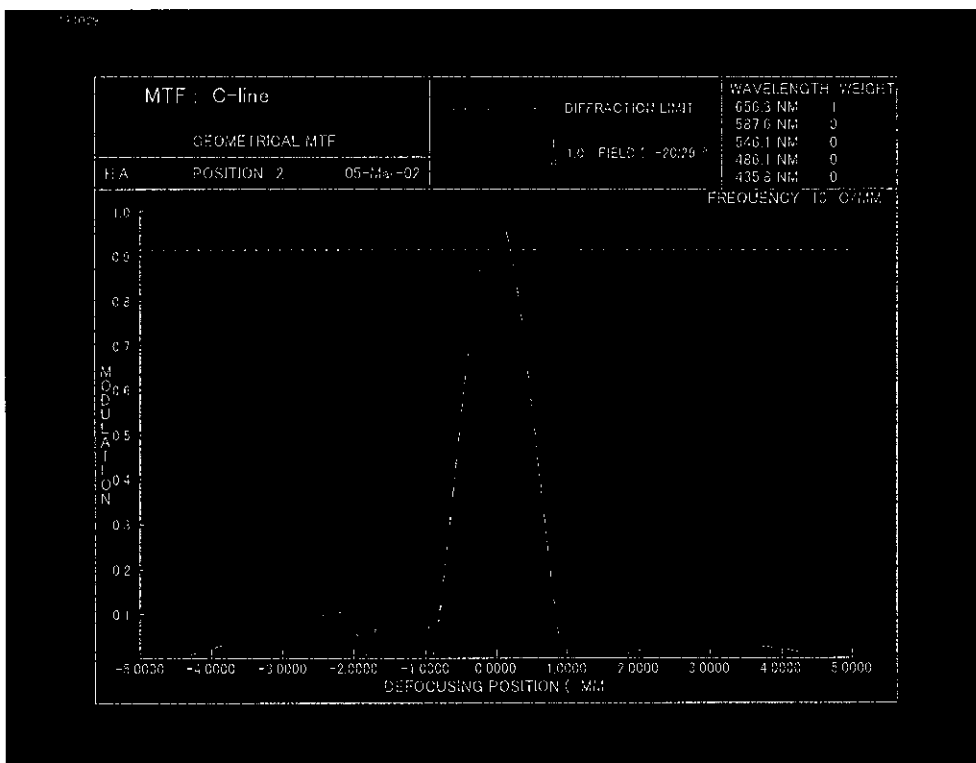 MTF : C-line
GEOMETRICAL MTF
POSITION 2
DIFFRACTION LIMIT
1.0 FIELD
WAVELENGTH WEIGHT
656.3 NM 1
587.6 NM 0
546.1 NM 0
486.1 NM 0
435.8 NM 0
FREQUENCY 10 C/MM
1.0
0.9
0.8
0.7
0.6
0.5
0.4
0.3
0.2
0.1
MODULATION
-5.0000 -4.0000 -3.0000 -2.0000 -1.0000 0.0000 1.0000 2.0000 3.0000 4.0000 5.0000
DEFOCUSING POSITION ( MM